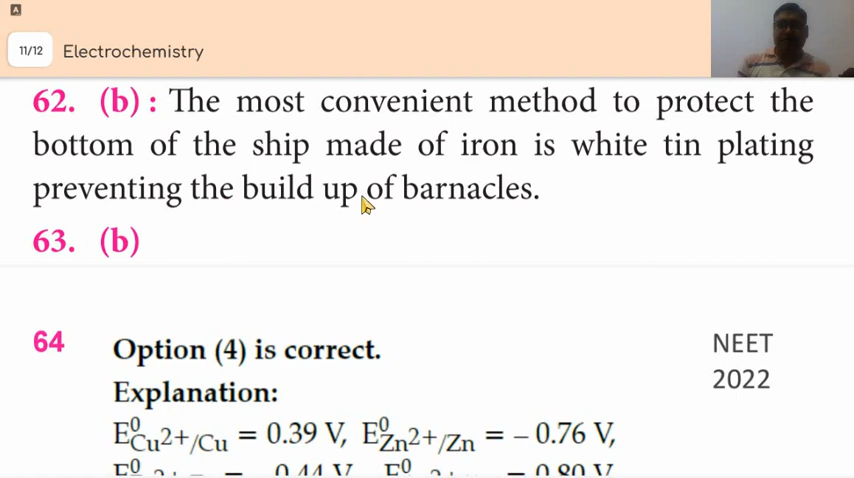 A
11/12 Electrochemistry
62. (b) : The most convenient method to protect the
bottom of the ship made of iron is white tin plating
preventing the build up of barnacles.
63. (b)
64 Option (4) is correct. NEET
Explanation: 2022
E⁰Cu2+/Cu = 0.39 V, E⁰Zn2+/Zn = – 0.76 V,